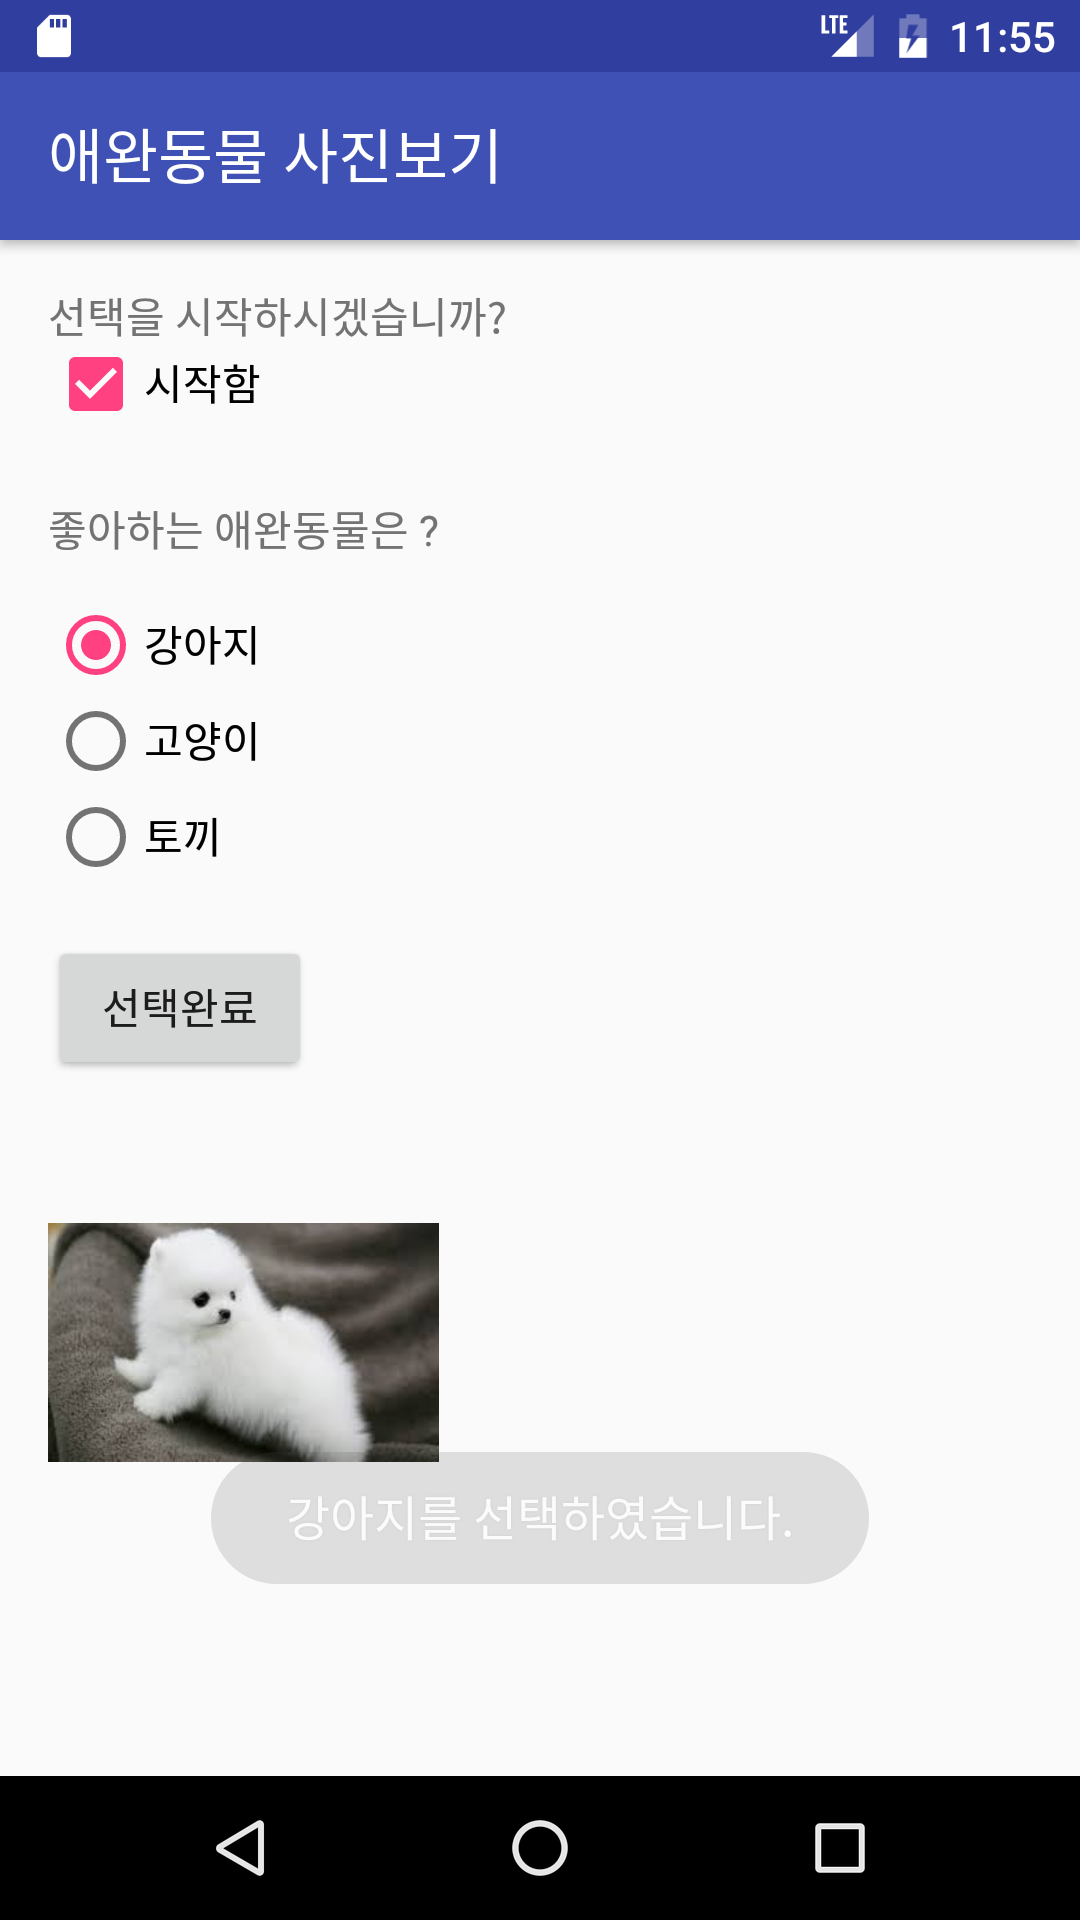 LTE 11:55
애완동물 사진보기
선택을 시작하시겠습니까?
시작함
좋아하는 애완동물은 ?
강아지
고양이
토끼
선택완료
강아지를 선택하였습니다.